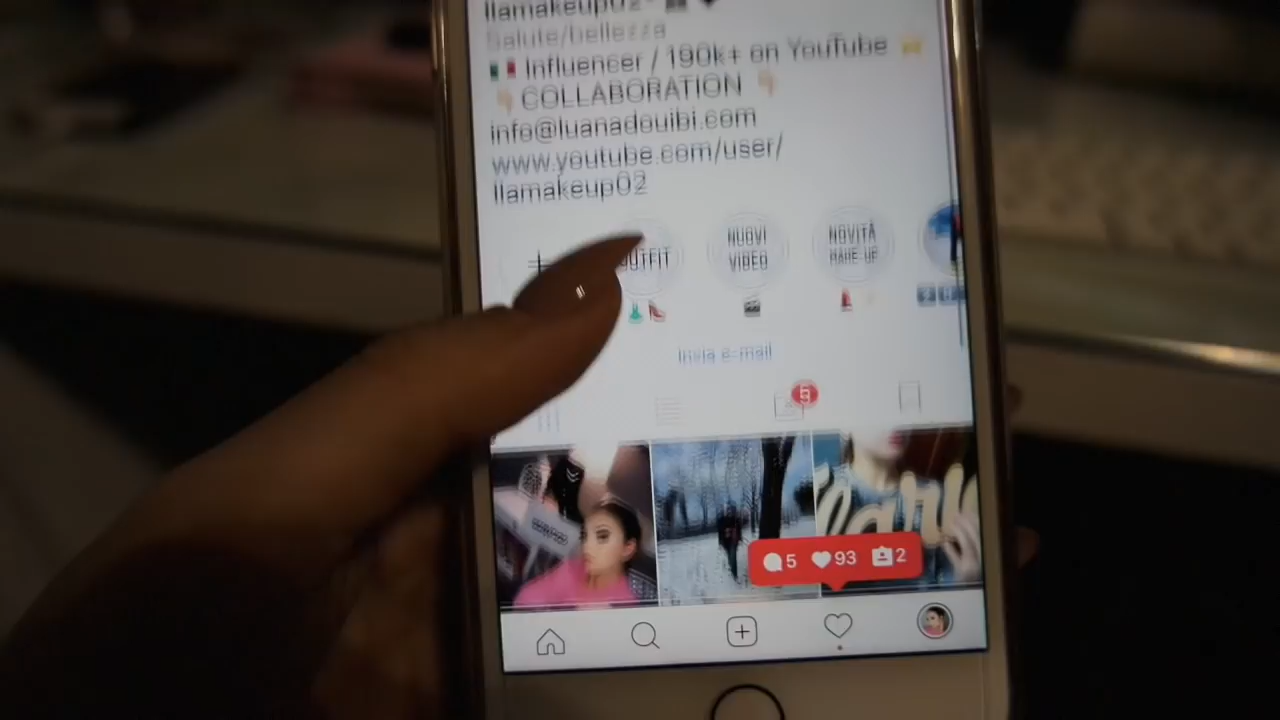 llamakeup02
Salute/bellezza
Influencer / 190k+ on YouTube
COLLABORATION
info@luanadouibi.com
www.youtube.com/user/
llamakeup02
OUTFIT
NUOVI
VIDEO
NOVITÀ
MAKE-UP
Invia e-mail
5
5 93 2